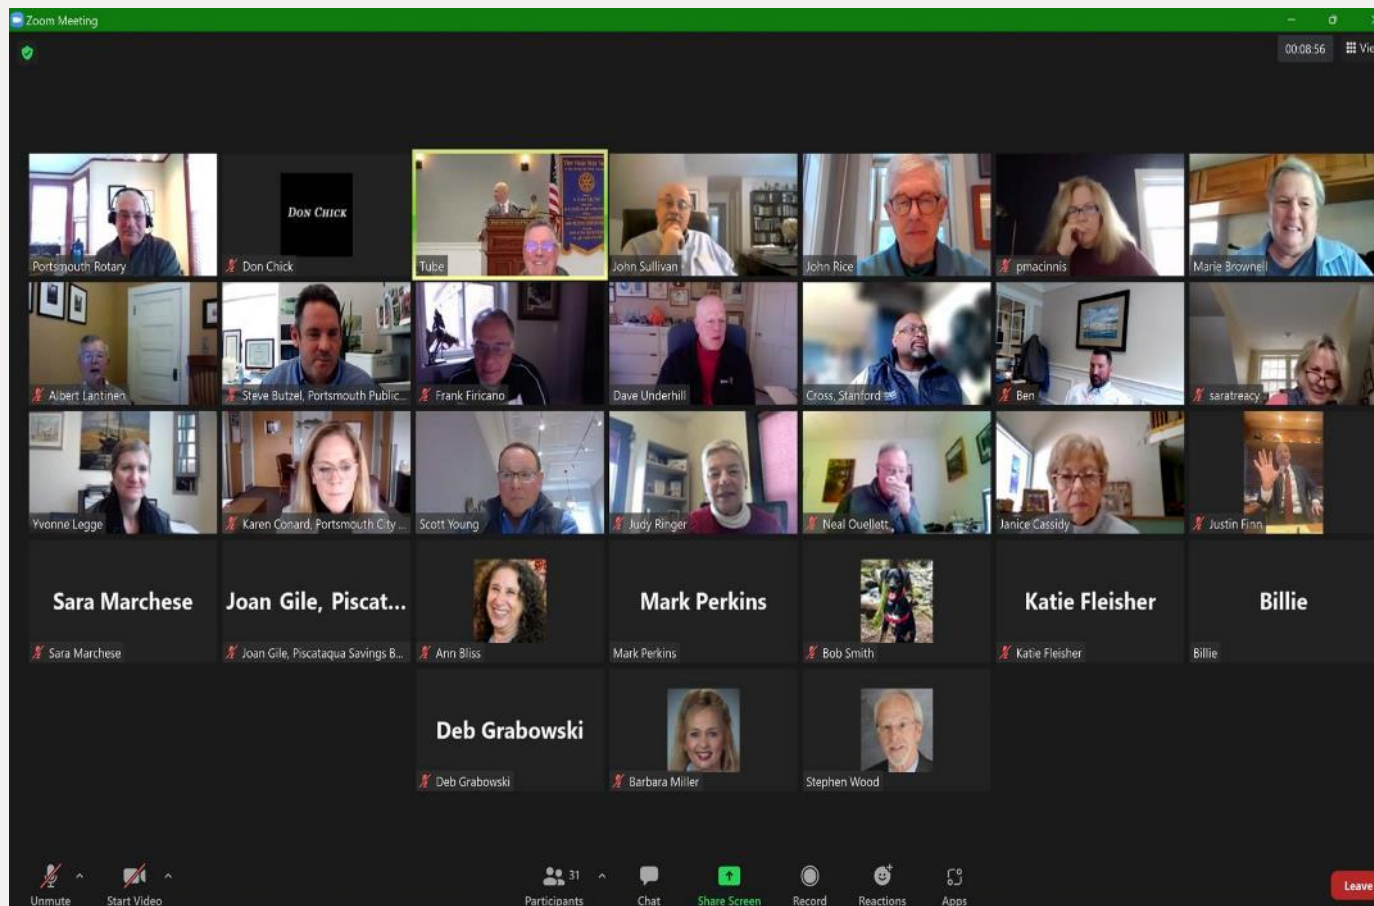 Zoom Meeting
00:08:56 Vie
Portsmouth Rotary
DON CHICK
Don Chick
Tube
John Sullivan
John Rice
pmacinnis
Marie Brownell
Albert Lantinen
Steve Butzel, Portsmouth Public...
Frank Firicano
Dave Underhill
Cross, Stanford
Ben
saratreacy
Yvonne Legge
Karen Conard, Portsmouth City ...
Scott Young
Judy Ringer
Neal Ouellett
Janice Cassidy
Justin Finn
Sara Marchese
Sara Marchese
Joan Gile, Piscat...
Joan Gile, Piscataqua Savings B...
Ann Bliss
Mark Perkins
Mark Perkins
Bob Smith
Katie Fleisher
Katie Fleisher
Billie
Billie
Deb Grabowski
Deb Grabowski
Barbara Miller
Stephen Wood
Unmute
Start Video
31
Participants
Chat
Share Screen
Record
Reactions
Apps
Leave